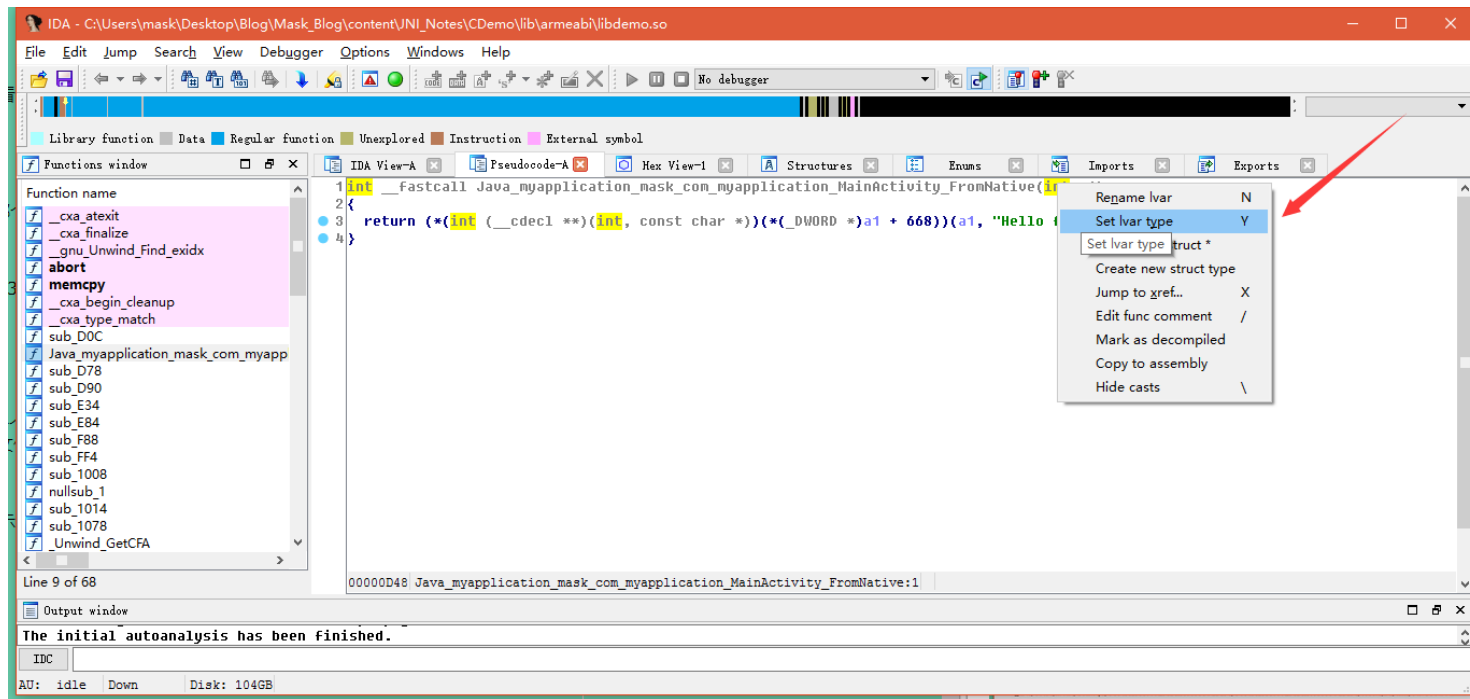 IDA - C:\Users\mask\Desktop\Blog\Mask_Blog\content\JNI_Notes\CDemo\lib\armeabi\libdemo.so
File Edit Jump Search View Debugger Options Windows Help
No debugger
Library function Data Regular function Unexplored Instruction External symbol
Functions window
IDA View-A Pseudocode-A Hex View-1 Structures Enums Imports Exports
Function name
__cxa_atexit
__cxa_finalize
__gnu_Unwind_Find_exidx
abort
memcpy
__cxa_begin_cleanup
__cxa_type_match
sub_D0C
Java_myapplication_mask_com_myapp
sub_D78
sub_D90
sub_E34
sub_E84
sub_F88
sub_FF4
sub_1008
nullsub_1
sub_1014
sub_1078
_Unwind_GetCFA
Line 9 of 68
1 int __fastcall Java_myapplication_mask_com_myapplication_MainActivity_FromNative(
2 {
3 return (*(int (__cdecl **)(int, const char *))(*(_DWORD *)a1 + 668))(a1, "Hello
4 }
Rename lvar N
Set lvar type Y
Set lvar type
truct *
Create new struct type
Jump to xref... X
Edit func comment /
Mark as decompiled
Copy to assembly
Hide casts \
00000D48 Java_myapplication_mask_com_myapplication_MainActivity_FromNative:1
Output window
The initial autoanalysis has been finished.
IDC
AU: idle Down Disk: 104GB